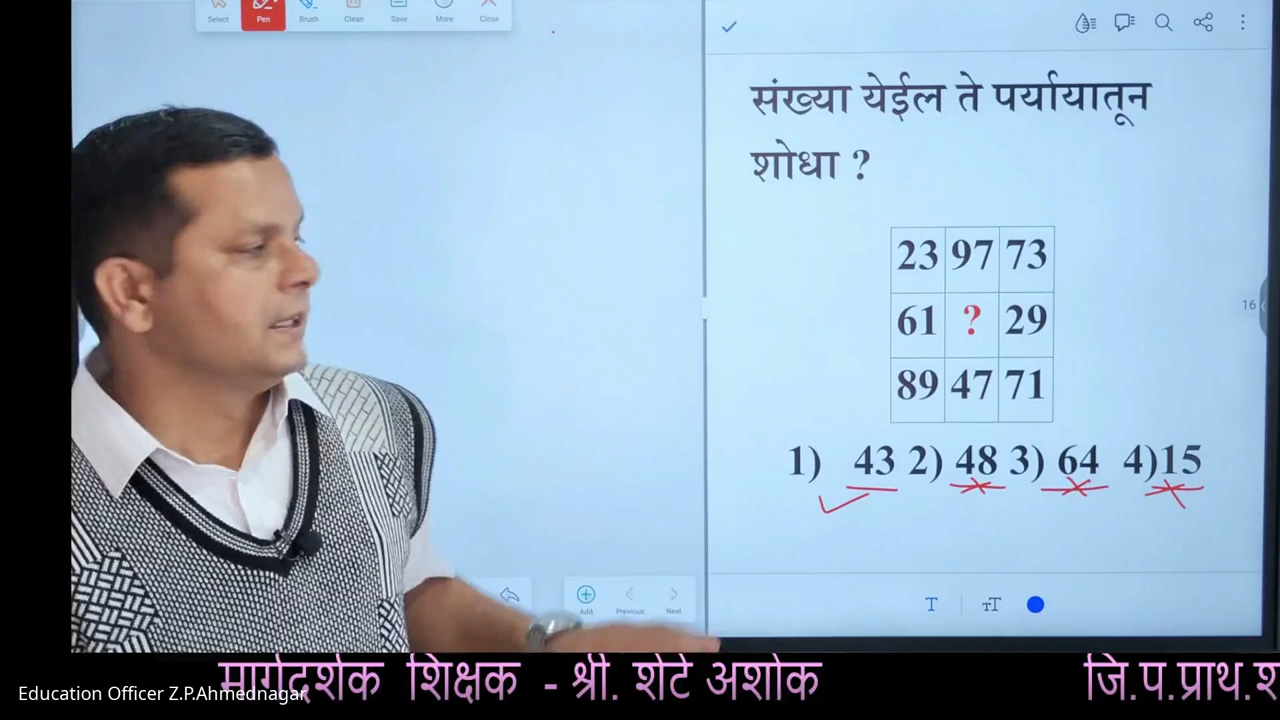 Select Pen Brush Clean Save More Close
संख्या येईल ते पर्यायातून
शोधा ?
23 97 73
61 ? 29
89 47 71
16
1) 43 2) 48 3) 64 4)15
Add Previous Next
T тT
मार्गदर्शक शिक्षक - श्री. शेटे अशोक जि.प.प्राथ.श
Education Officer Z.P.Ahmednagar